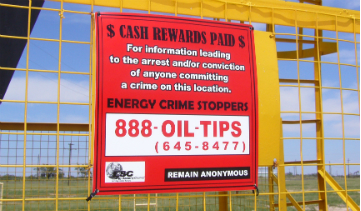 $ CASH REWARDS PAID $
For information leading
to the arrest and/or conviction
of anyone committing
a crime on this location.
ENERGY CRIME STOPPERS
888-OIL-TIPS
(645-8477)
CSC
REMAIN ANONYMOUS